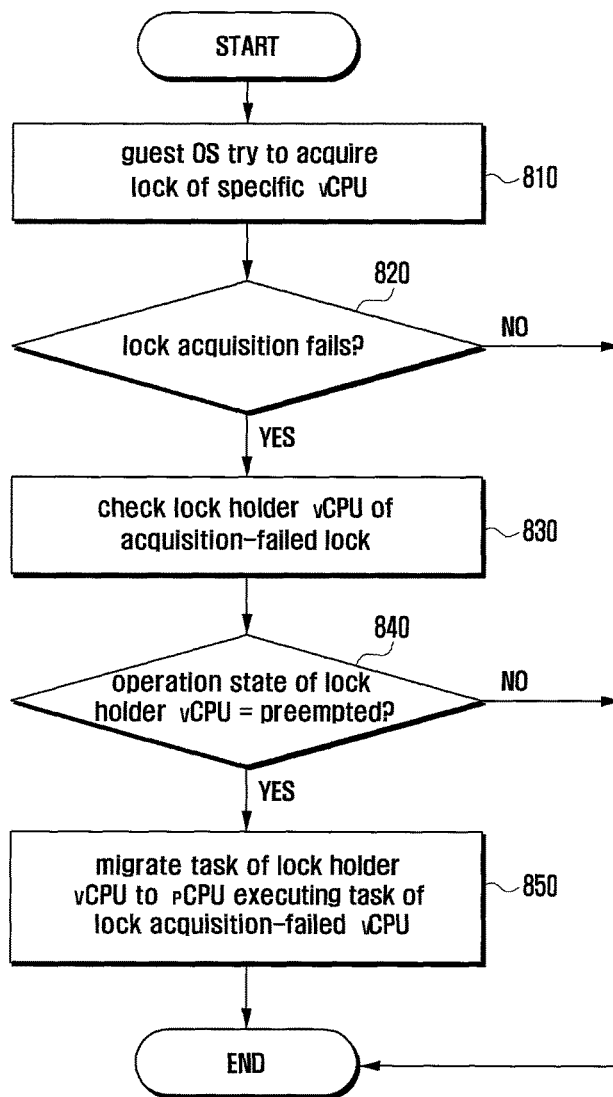 START
guest OS try to acquire
lock of specific vCPU
810
820
lock acquisition fails?
NO
YES
check lock holder vCPU of
acquisition-failed lock
830
840
operation state of lock
holder vCPU = preempted?
NO
YES
migrate task of lock holder
vCPU to pCPU executing task of
lock acquisition-failed vCPU
850
END